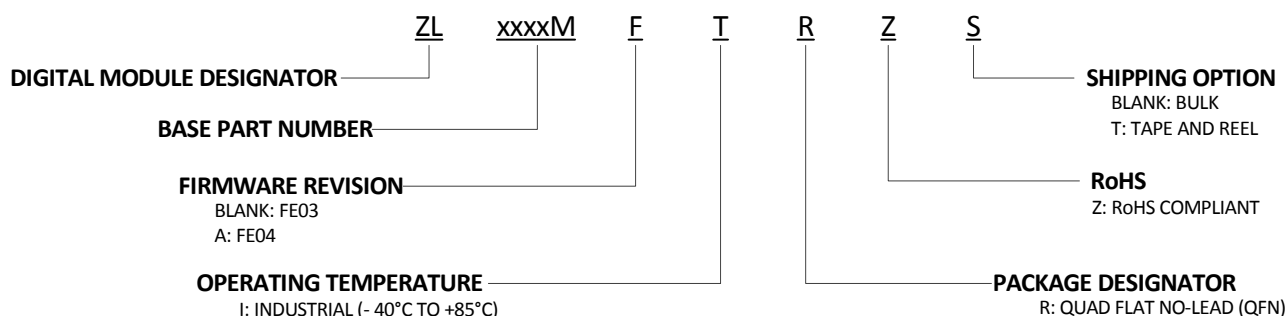 ZL xxxxM F T R Z S
DIGITAL MODULE DESIGNATOR
BASE PART NUMBER
FIRMWARE REVISION
BLANK: FE03
A: FE04
OPERATING TEMPERATURE
I: INDUSTRIAL (- 40°C TO +85°C)
SHIPPING OPTION
BLANK: BULK
T: TAPE AND REEL
RoHS
Z: RoHS COMPLIANT
PACKAGE DESIGNATOR
R: QUAD FLAT NO-LEAD (QFN)